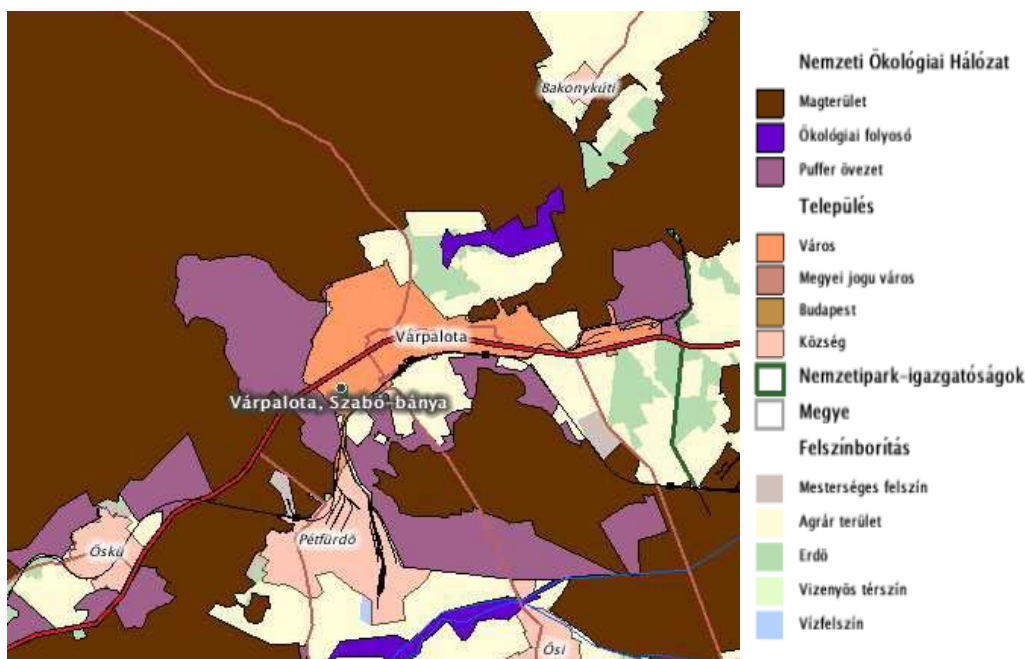 Bakonykúti
Várpalota
Várpalota, Szabó-bánya
Öskü
Pétfürdő
Ősi
Nemzeti Ökológiai Hálózat
Magterület
Ökológiai folyosó
Puffer övezet
Település
Város
Megyei jogu város
Budapest
Község
Nemzetipark-igazgatóságok
Megye
Felszínborítás
Mesterséges felszín
Agrár terület
Erdő
Vizenyös térszín
Vízfelszín